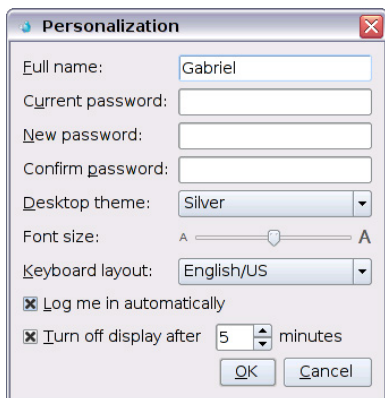 Personalization
Full name: Gabriel
Current password:
New password:
Confirm password:
Desktop theme: Silver
Font size: A A
Keyboard layout: English/US
Log me in automatically
Turn off display after 5 minutes
OK Cancel